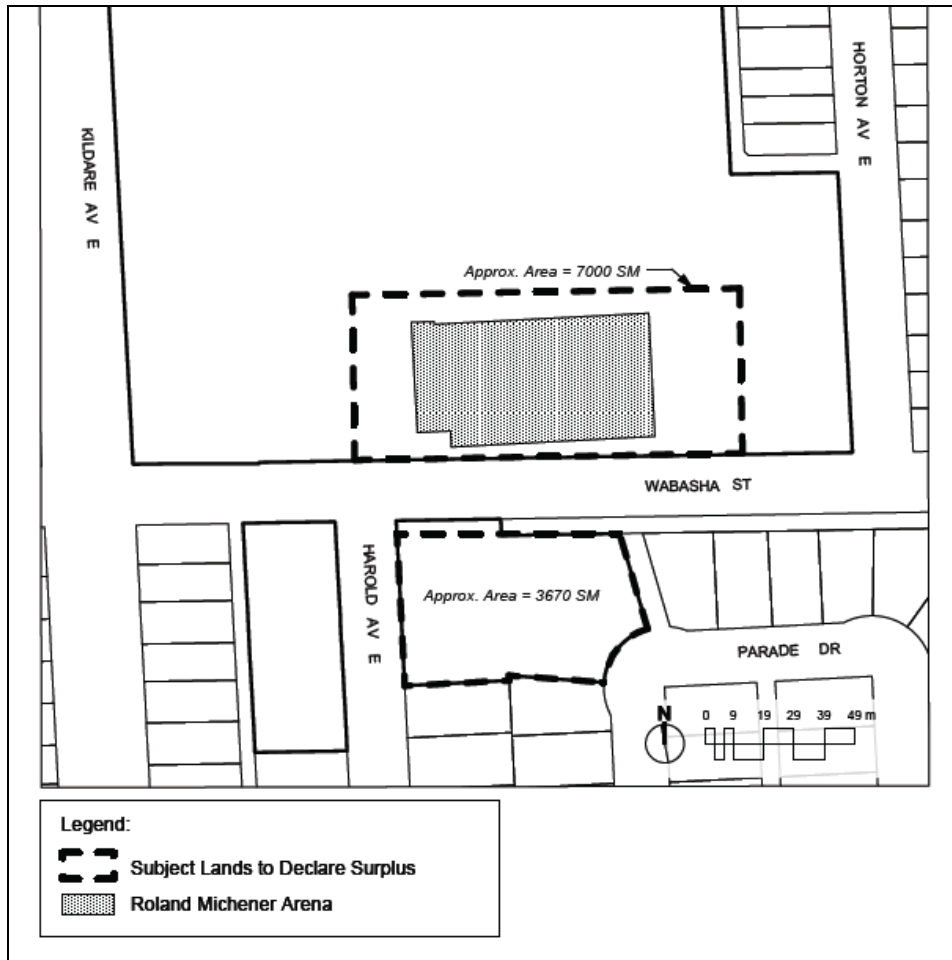 KILDARE AV E
HORTON AV E
Approx. Area = 7000 SM
WABASHA ST
HAROLD AV E
Approx. Area = 3670 SM
PARADE DR
N
0 9 19 29 39 49 m
Legend:
Subject Lands to Declare Surplus
Roland Michener Arena